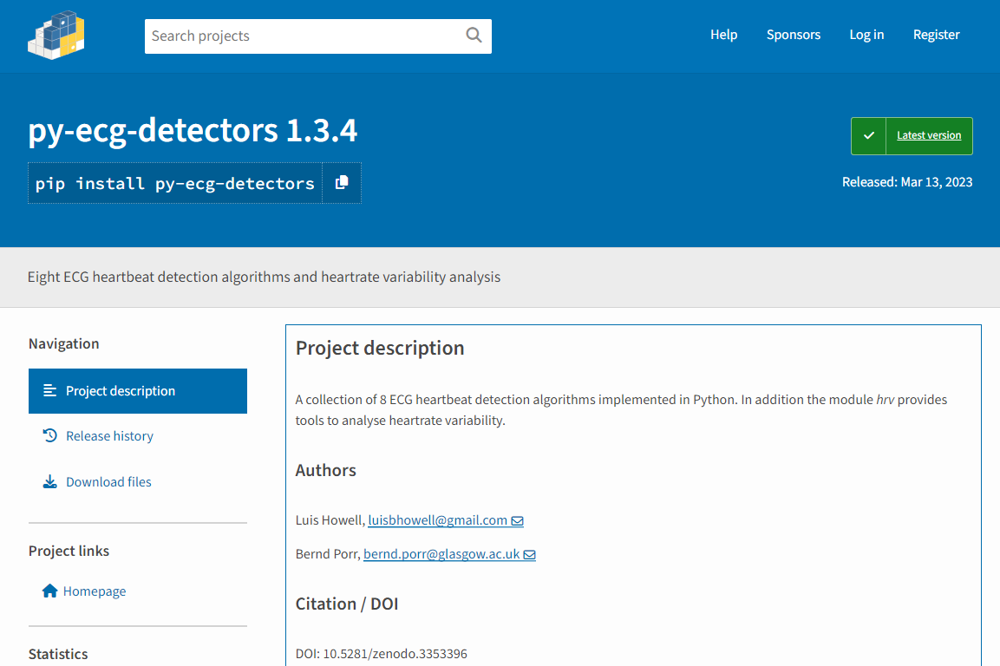 Search projects
Help
Sponsors
Log in
Register
py-ecg-detectors 1.3.4
Latest version
pip install py-ecg-detectors
Released: Mar 13, 2023
Eight ECG heartbeat detection algorithms and heartrate variability analysis
Navigation
Project description
Release history
Download files
Project links
Homepage
Statistics
Project description
A collection of 8 ECG heartbeat detection algorithms implemented in Python. In addition the module hrv provides
tools to analyse heartrate variability.
Authors
Luis Howell, luisbhowell@gmail.com
Bernd Porr, bernd.porr@glasgow.ac.uk
Citation / DOI
DOI: 10.5281/zenodo.3353396